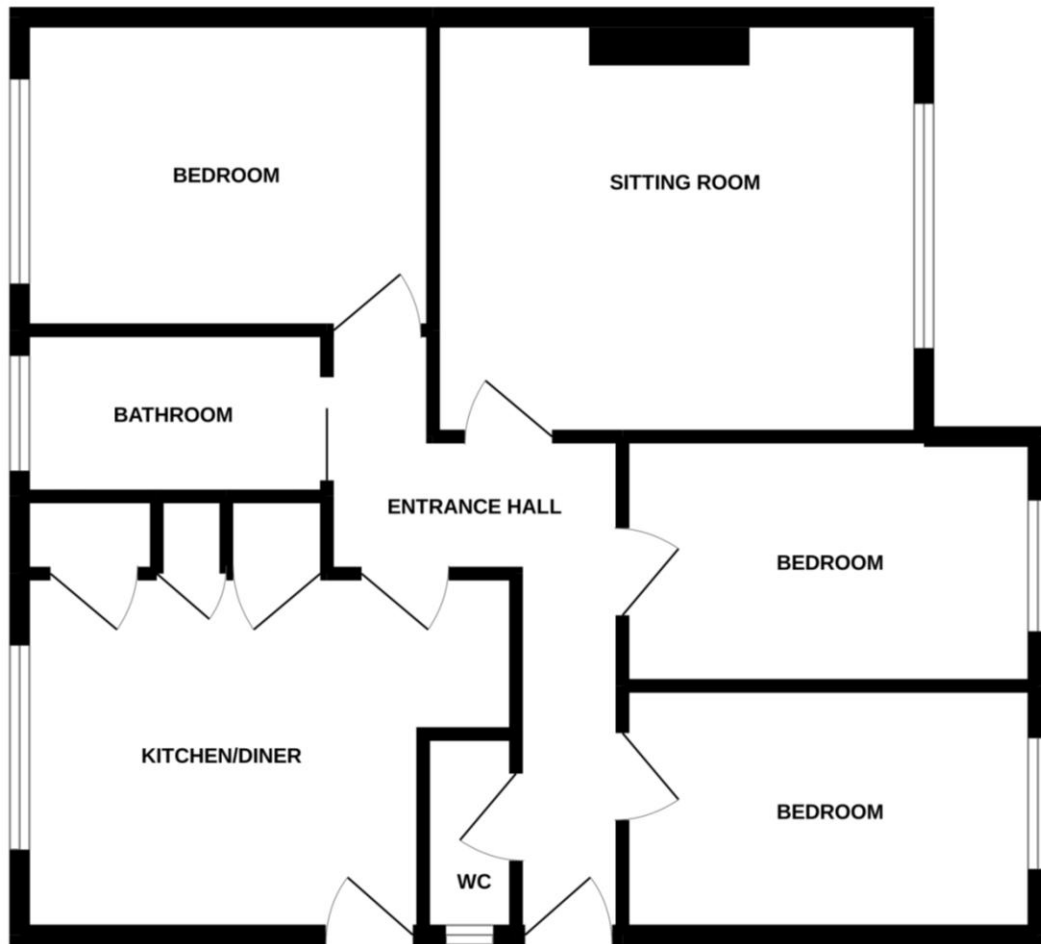 BEDROOM
SITTING ROOM
BATHROOM
ENTRANCE HALL
BEDROOM
KITCHEN/DINER
BEDROOM
WC